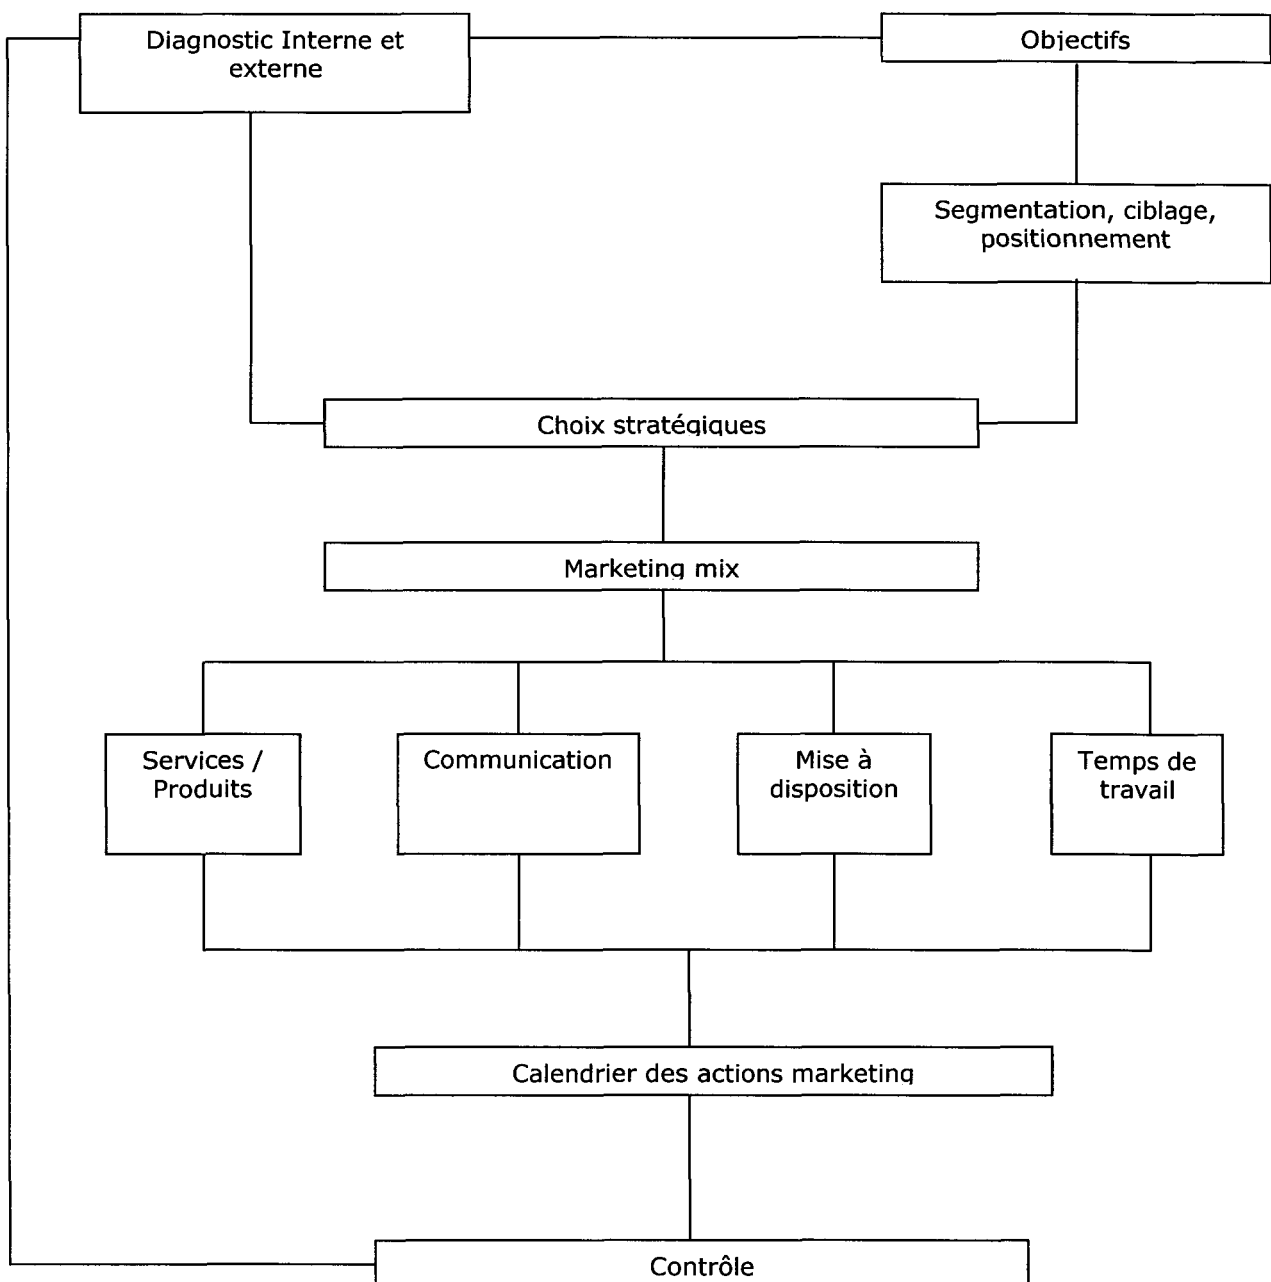 Diagnostic Interne et
externe
Objectifs
Segmentation, ciblage,
positionnement
Choix stratégiques
Marketing mix
Services /
Produits
Communication
Mise à
disposition
Temps de
travail
Calendrier des actions marketing
Contrôle